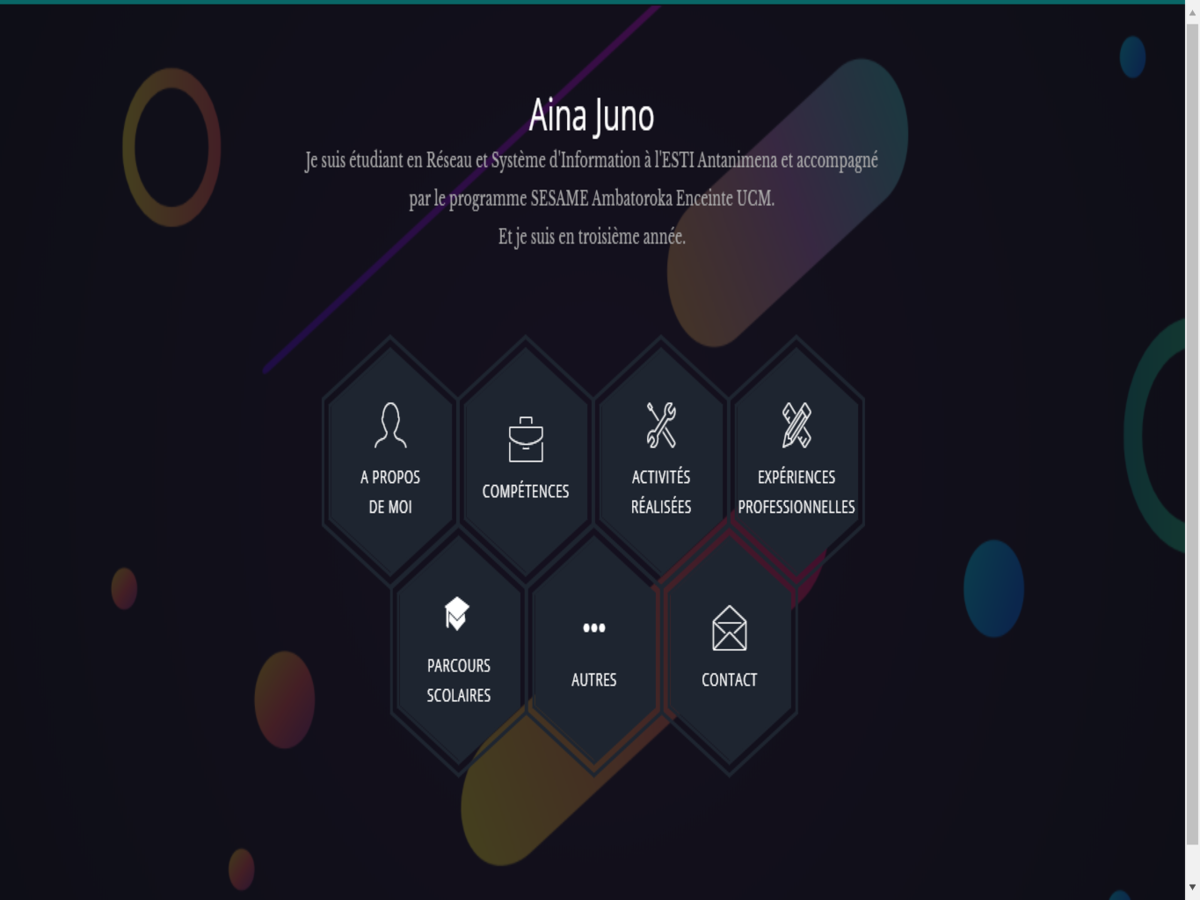 Aina Juno
Je suis étudiant en Réseau et Système d'Information à l'ESTI Antanimena et accompagné
par le programme SESAME Ambatoroka Enceinte UCM.
Et je suis en troisième année.
A PROPOS
DE MOI
COMPÉTENCES
ACTIVITÉS
RÉALISÉES
EXPÉRIENCES
PROFESSIONNELLES
PARCOURS
SCOLAIRES
AUTRES
CONTACT